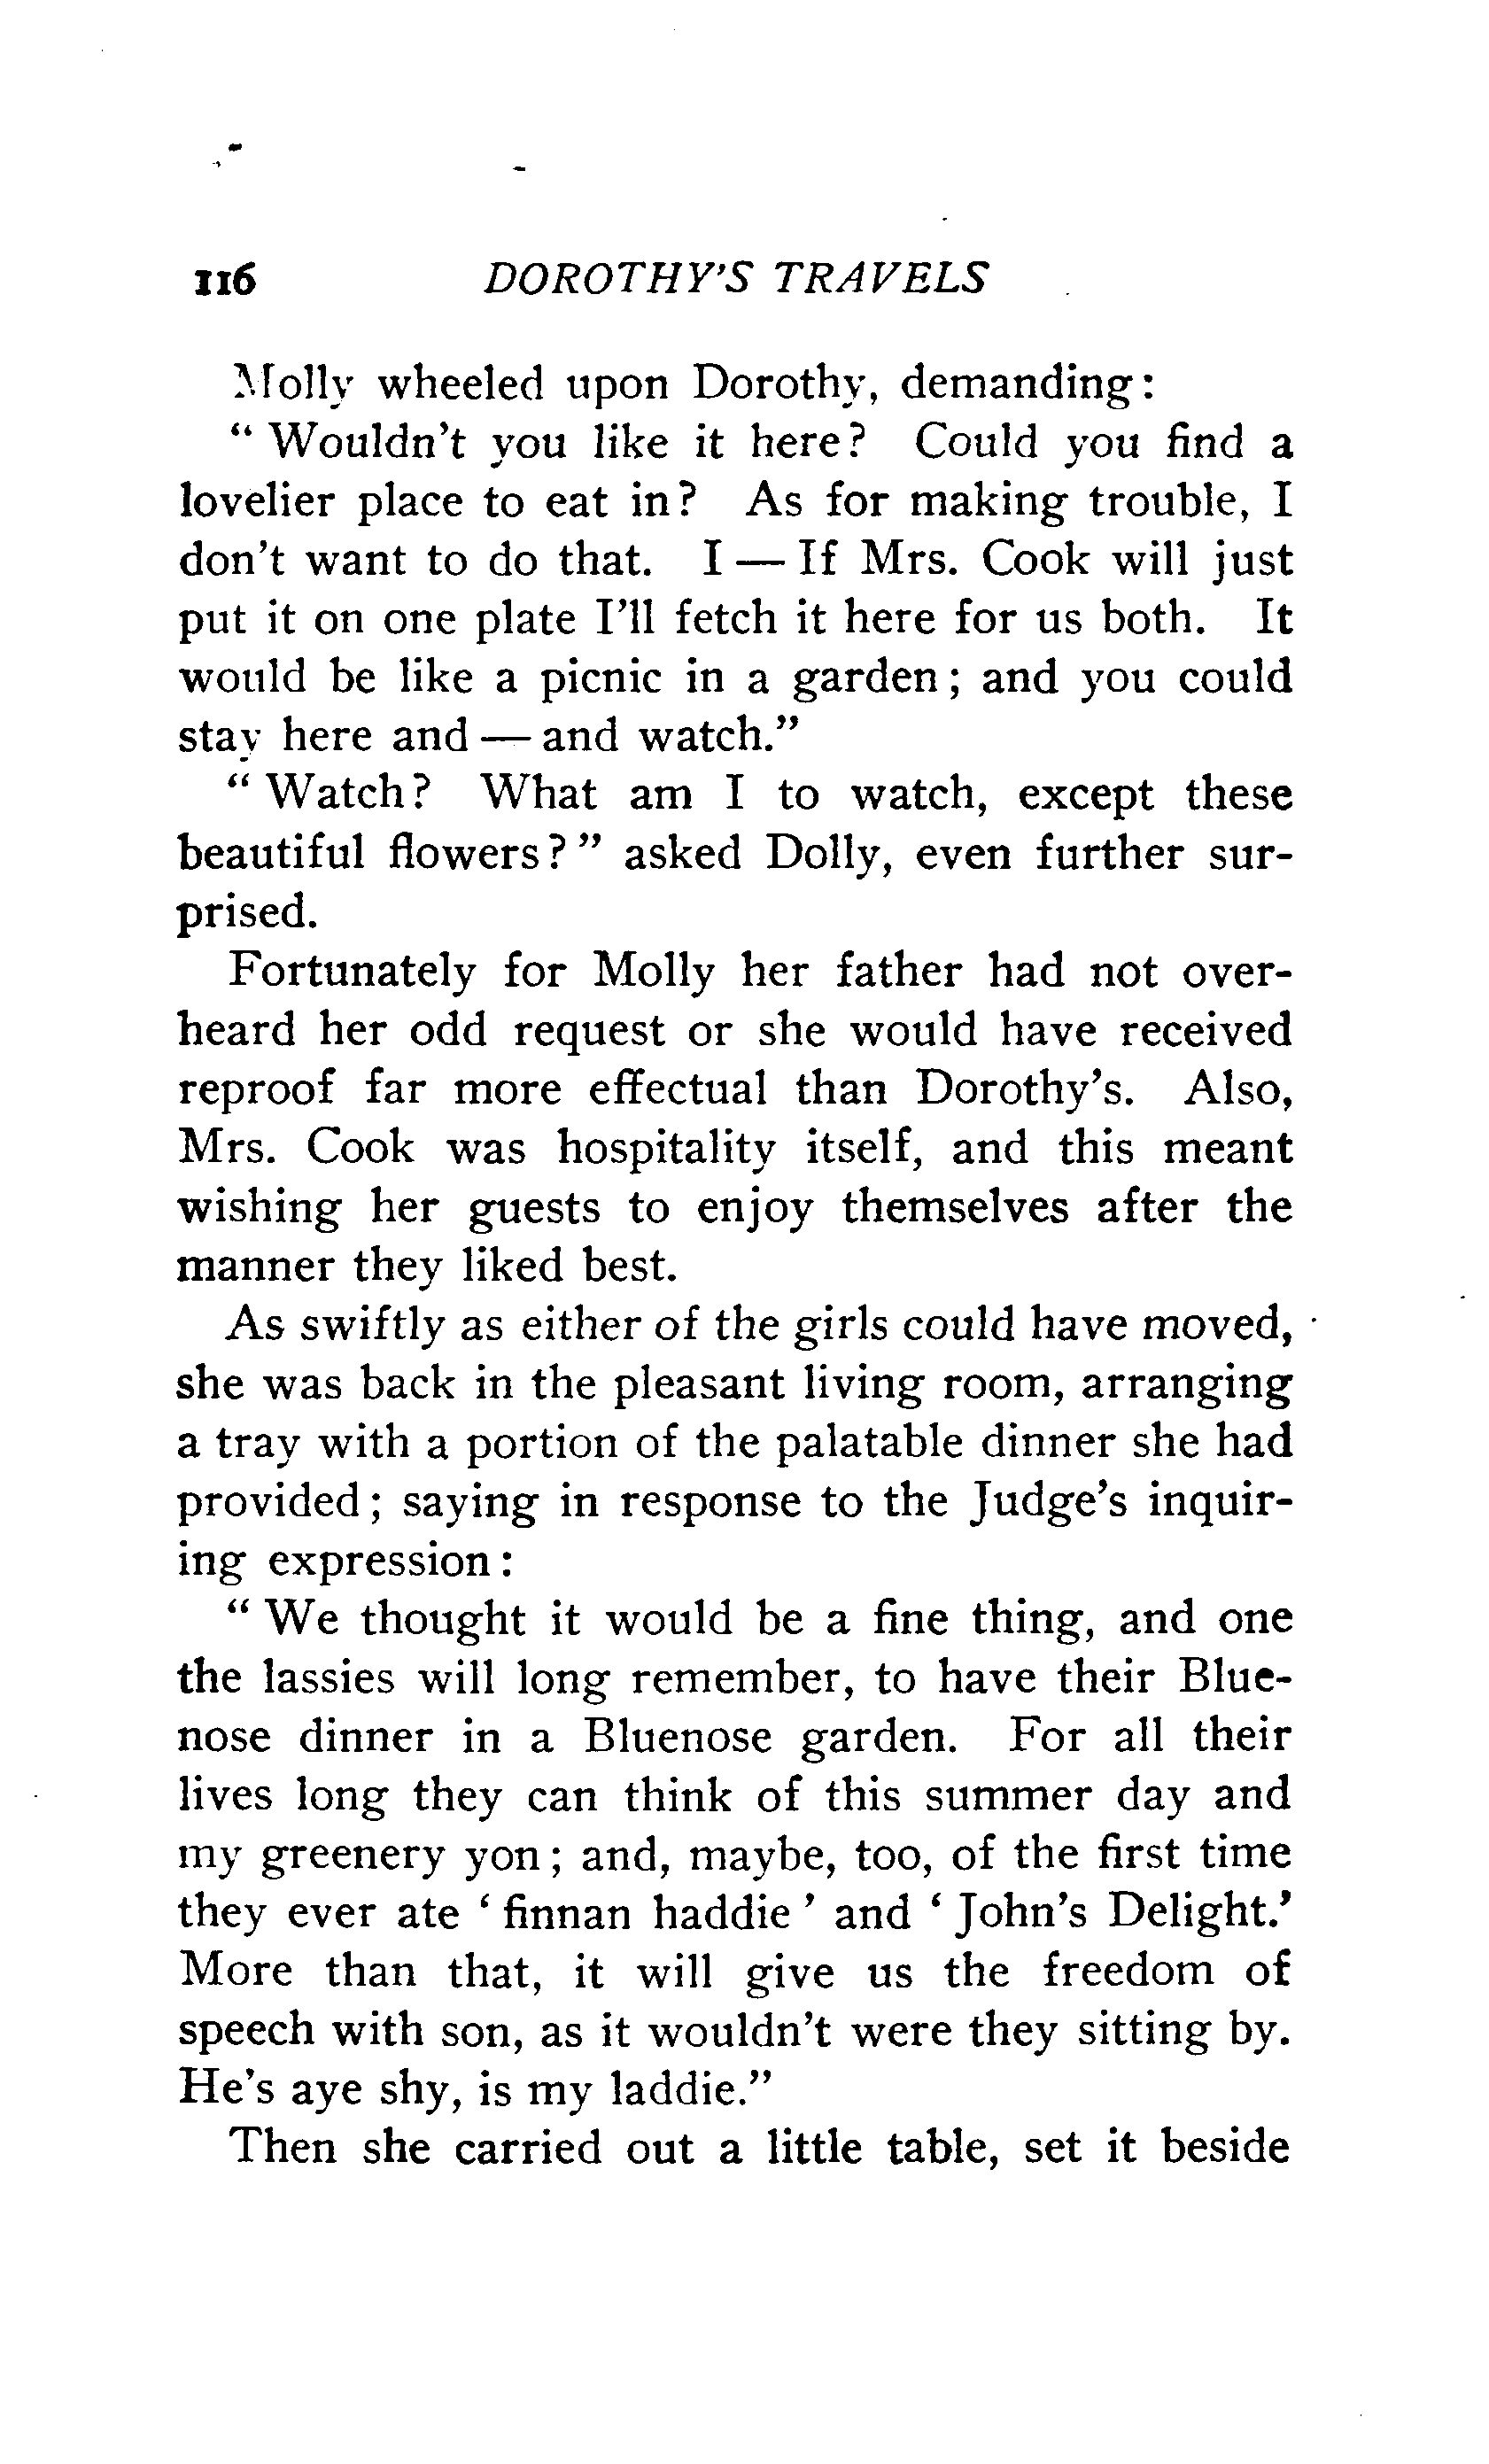 116 DOROTHY'S TRAVELS
Molly wheeled upon Dorothy, demanding:
" Wouldn't you like it here? Could you find a
lovelier place to eat in? As for making trouble, I
don't want to do that. I — If Mrs. Cook will just
put it on one plate I'll fetch it here for us both. It
would be like a picnic in a garden; and you could
stay here and — and watch."
" Watch? What am I to watch, except these
beautiful flowers?" asked Dolly, even further sur-
prised.
Fortunately for Molly her father had not over-
heard her odd request or she would have received
reproof far more effectual than Dorothy's. Also,
Mrs. Cook was hospitality itself, and this meant
wishing her guests to enjoy themselves after the
manner they liked best.
As swiftly as either of the girls could have moved,
she was back in the pleasant living room, arranging
a tray with a portion of the palatable dinner she had
provided; saying in response to the Judge's inquir-
ing expression:
" We thought it would be a fine thing, and one
the lassies will long remember, to have their Blue-
nose dinner in a Bluenose garden. For all their
lives long they can think of this summer day and
my greenery yon; and, maybe, too, of the first time
they ever ate ' finnan haddie ' and ' John's Delight.'
More than that, it will give us the freedom of
speech with son, as it wouldn't were they sitting by.
He's aye shy, is my laddie."
Then she carried out a little table, set it beside